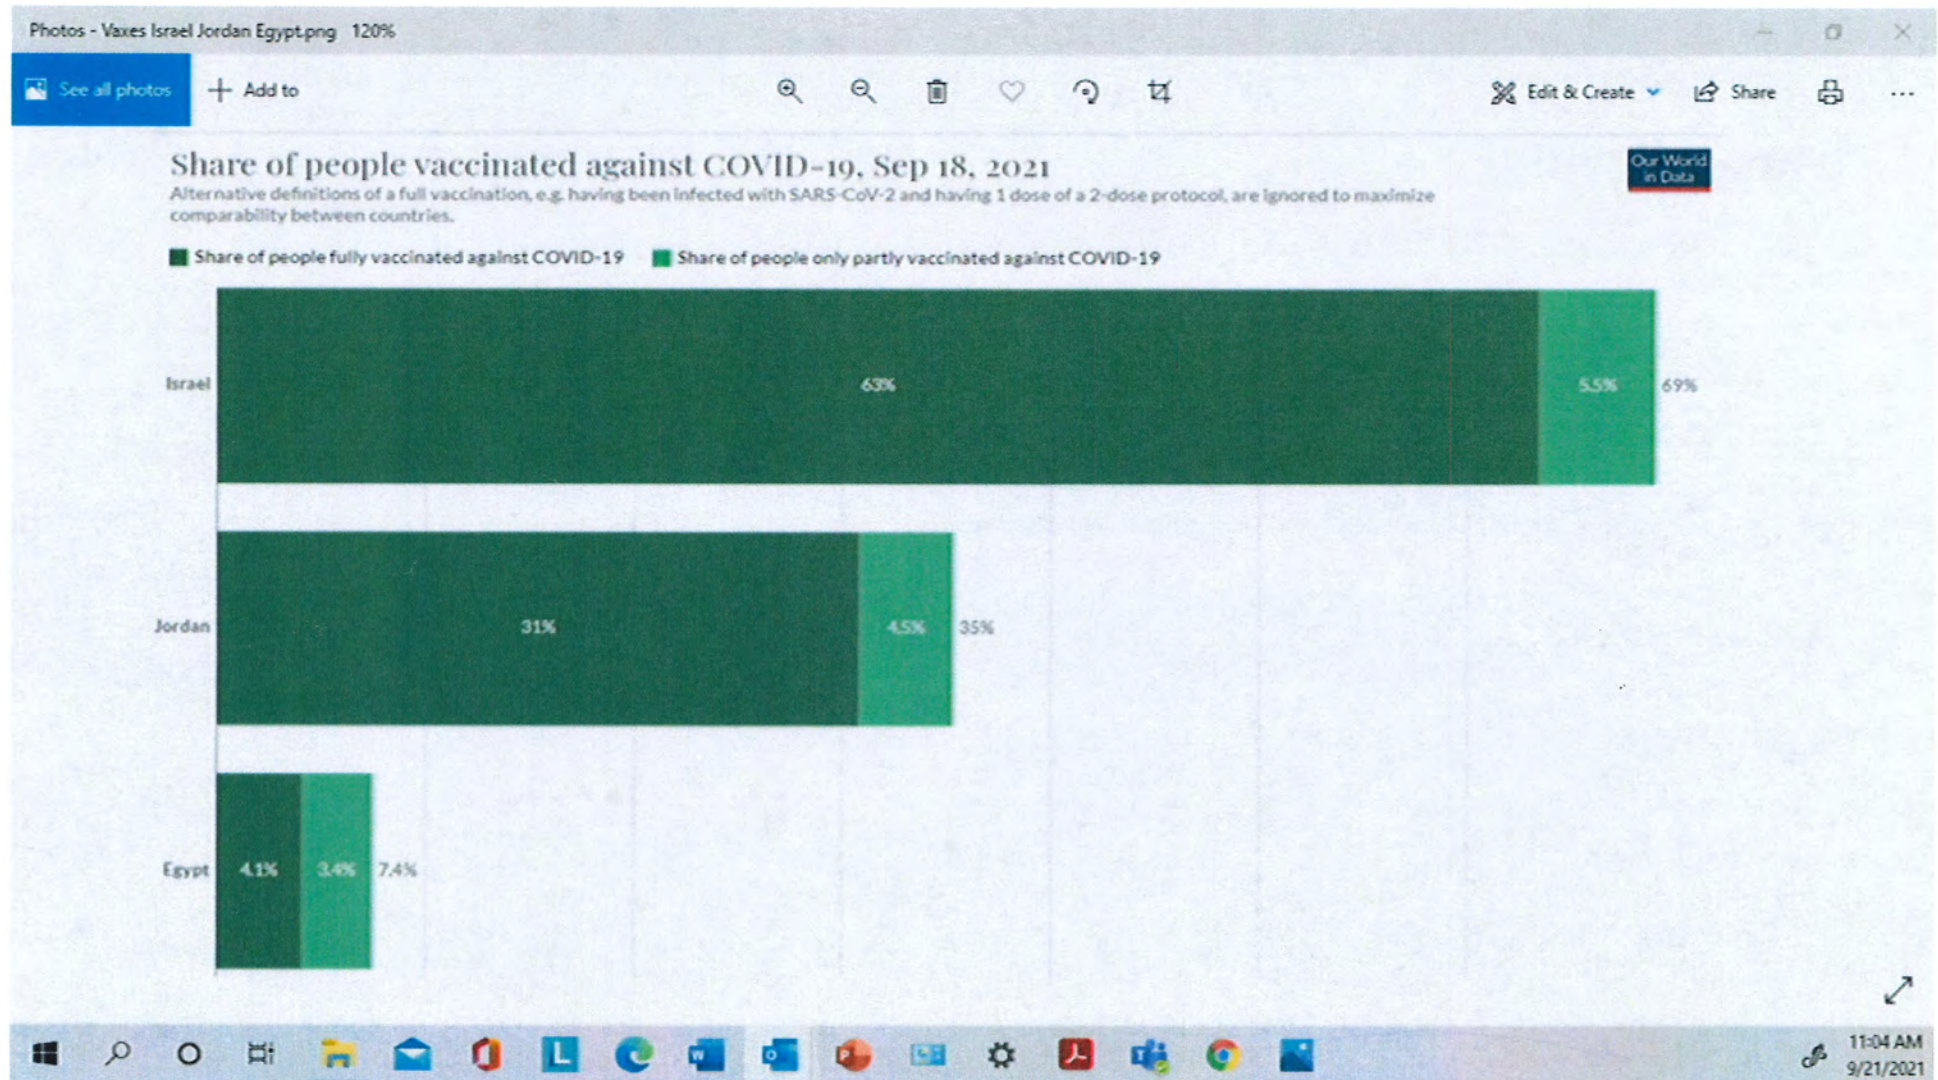 Photos - Vaxes Israel Jordan Egypt.png 120%
See all photos
Add to
Edit & Create
Share
Share of people vaccinated against COVID-19, Sep 18, 2021
Our World
in Data
Alternative definitions of a full vaccination, e.g. having been infected with SARS-CoV-2 and having 1 dose of a 2-dose protocol, are ignored to maximize
comparability between countries.
Share of people fully vaccinated against COVID-19 Share of people only partly vaccinated against COVID-19
Israel 63% 5.5% 69%
Jordan 31% 4.5% 35%
Egypt 4.1% 3.4% 7.4%
11:04 AM
9/21/2021